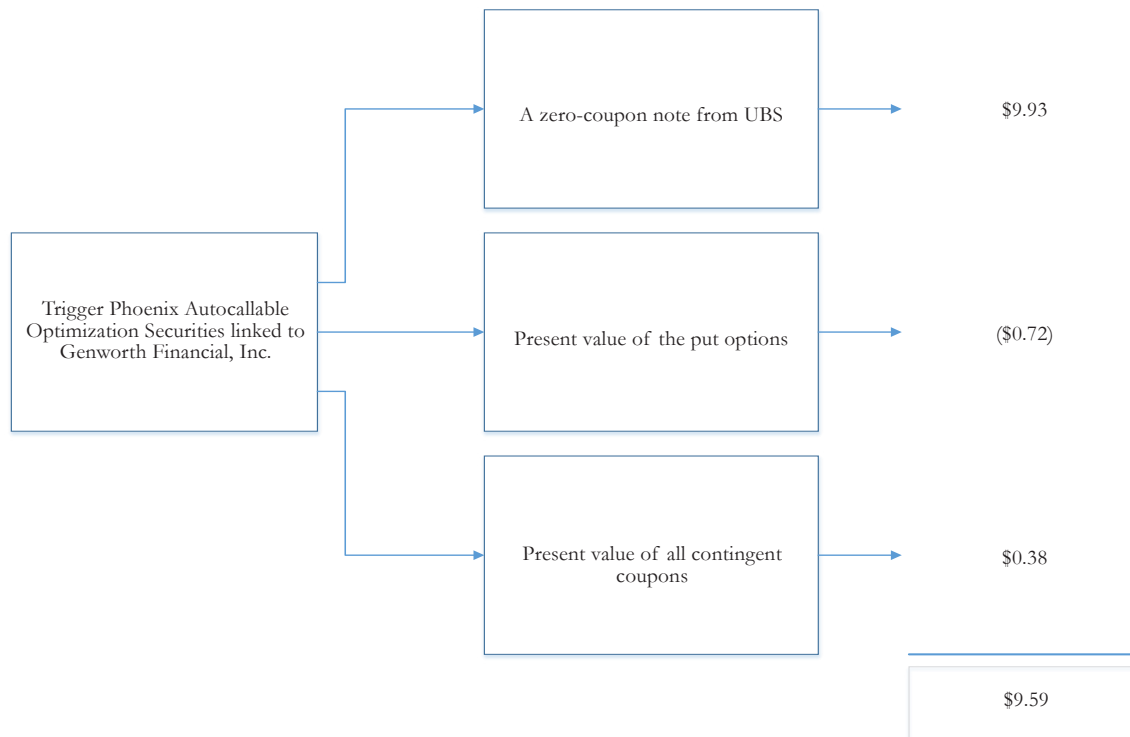 A zero-coupon note from UBS
$9.93
Trigger Phoenix Autocallable
Optimization Securities linked to
Genworth Financial, Inc.
Present value of the put options
($0.72)
Present value of all contingent
coupons
$0.38
$9.59